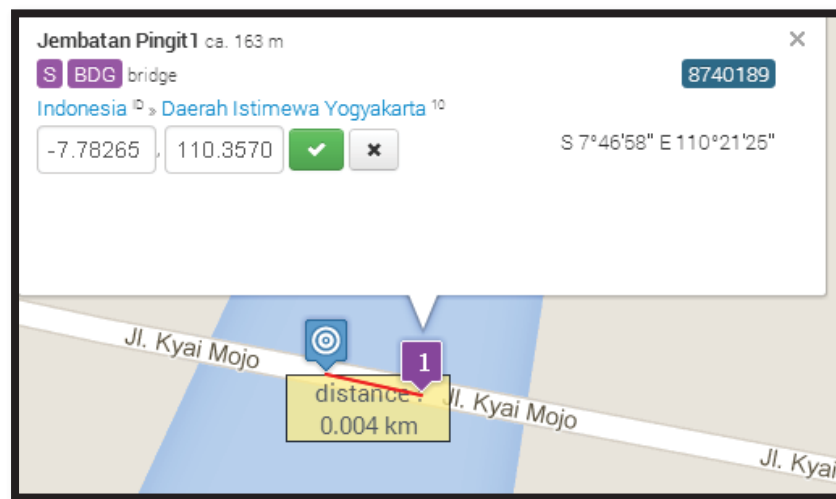 Jembatan Pingit1 ca. 163 m
×
S BDG bridge
8740189
Indonesia ID » Daerah Istimewa Yogyakarta 10
-7.78265 , 110.3570
S 7°46'58" E 110°21'25"
Jl. Kyai Mojo
1
distance :
0.004 km
Jl. Kyai Mojo
Jl. Kyai